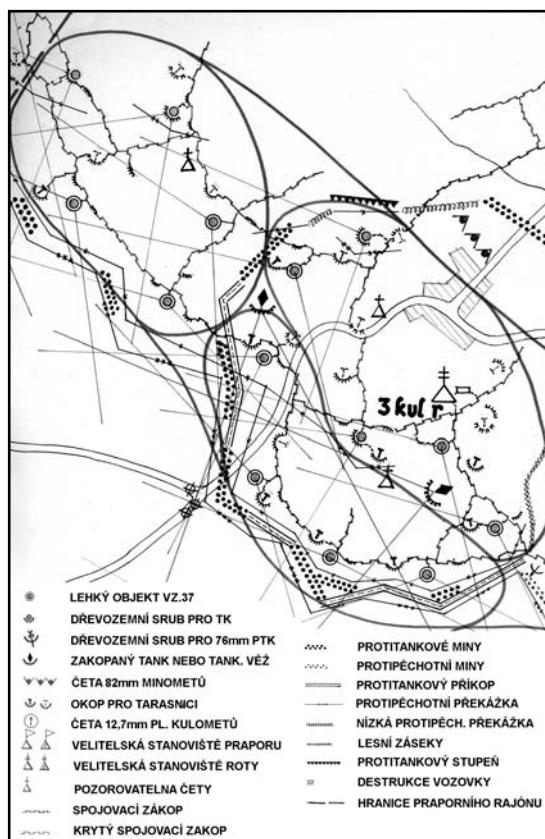 3 kul r.
LEHKÝ OBJEKT VZ.37
DŘEVOZEMNÍ SRUB PRO TK
DŘEVOZEMNÍ SRUB PRO 76mm PTK
ZAKOPANÝ TANK NEBO TANK. VĚŽ
ČETA 82mm MINOMETŮ
OKOP PRO TARASNICI
ČETA 12,7mm PL. KULOMETŮ
VELITELSKÁ STANOVIŠTĚ PRAPORU
VELITELSKÁ STANOVIŠTĚ ROTY
POZOROVATELNA ČETY
SPOJOVACÍ ZÁKOP
KRYTÝ SPOJOVACÍ ZAKOP
PROTITANKOVÉ MINY
PROTIPĚCHOTNÍ MINY
PROTITANKOVÝ PŘÍKOP
PROTIPĚCHOTNÍ PŘEKÁŽKA
NÍZKÁ PROTIPĚCH. PŘEKÁŽKA
LESNÍ ZÁSEKY
PROTITANKOVÝ STUPEŇ
DESTRUKCE VOZOVKY
HRANICE PRAPORNÍHO RAJÓNU